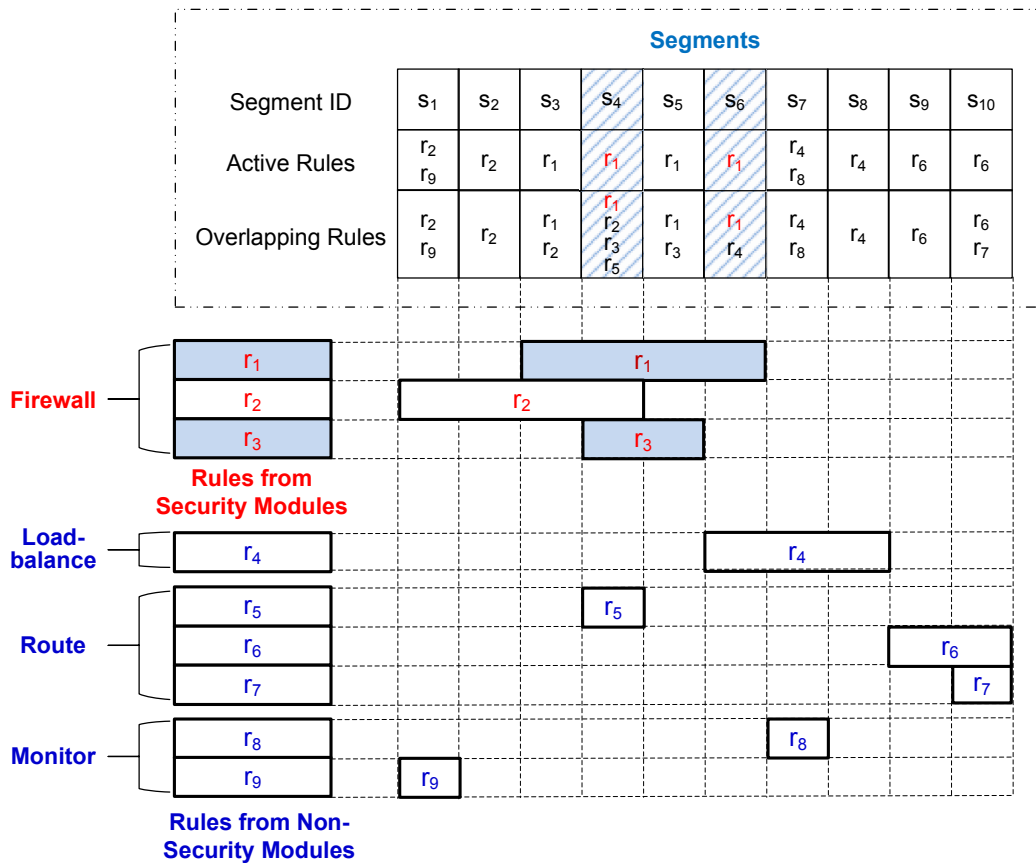 Segments
Segment ID s1 s2 s3 s4 s5 s6 s7 s8 s9 s10
Active Rules
r2 r2 r1 r1 r1 r1 r4 r4 r6 r6
r9 r8
Overlapping Rules
r2 r2 r1 r1 r1 r1 r4 r4 r6 r6
r9 r2 r2 r3 r4 r8 r7
r3
r5
Firewall
r1 r1
r2 r2
r3 r3
Rules from
Security Modules
Load-
balance
r4 r4
Route
r5 r5
r6 r6
r7 r7
Monitor
r8 r8
r9 r9
Rules from Non-
Security Modules